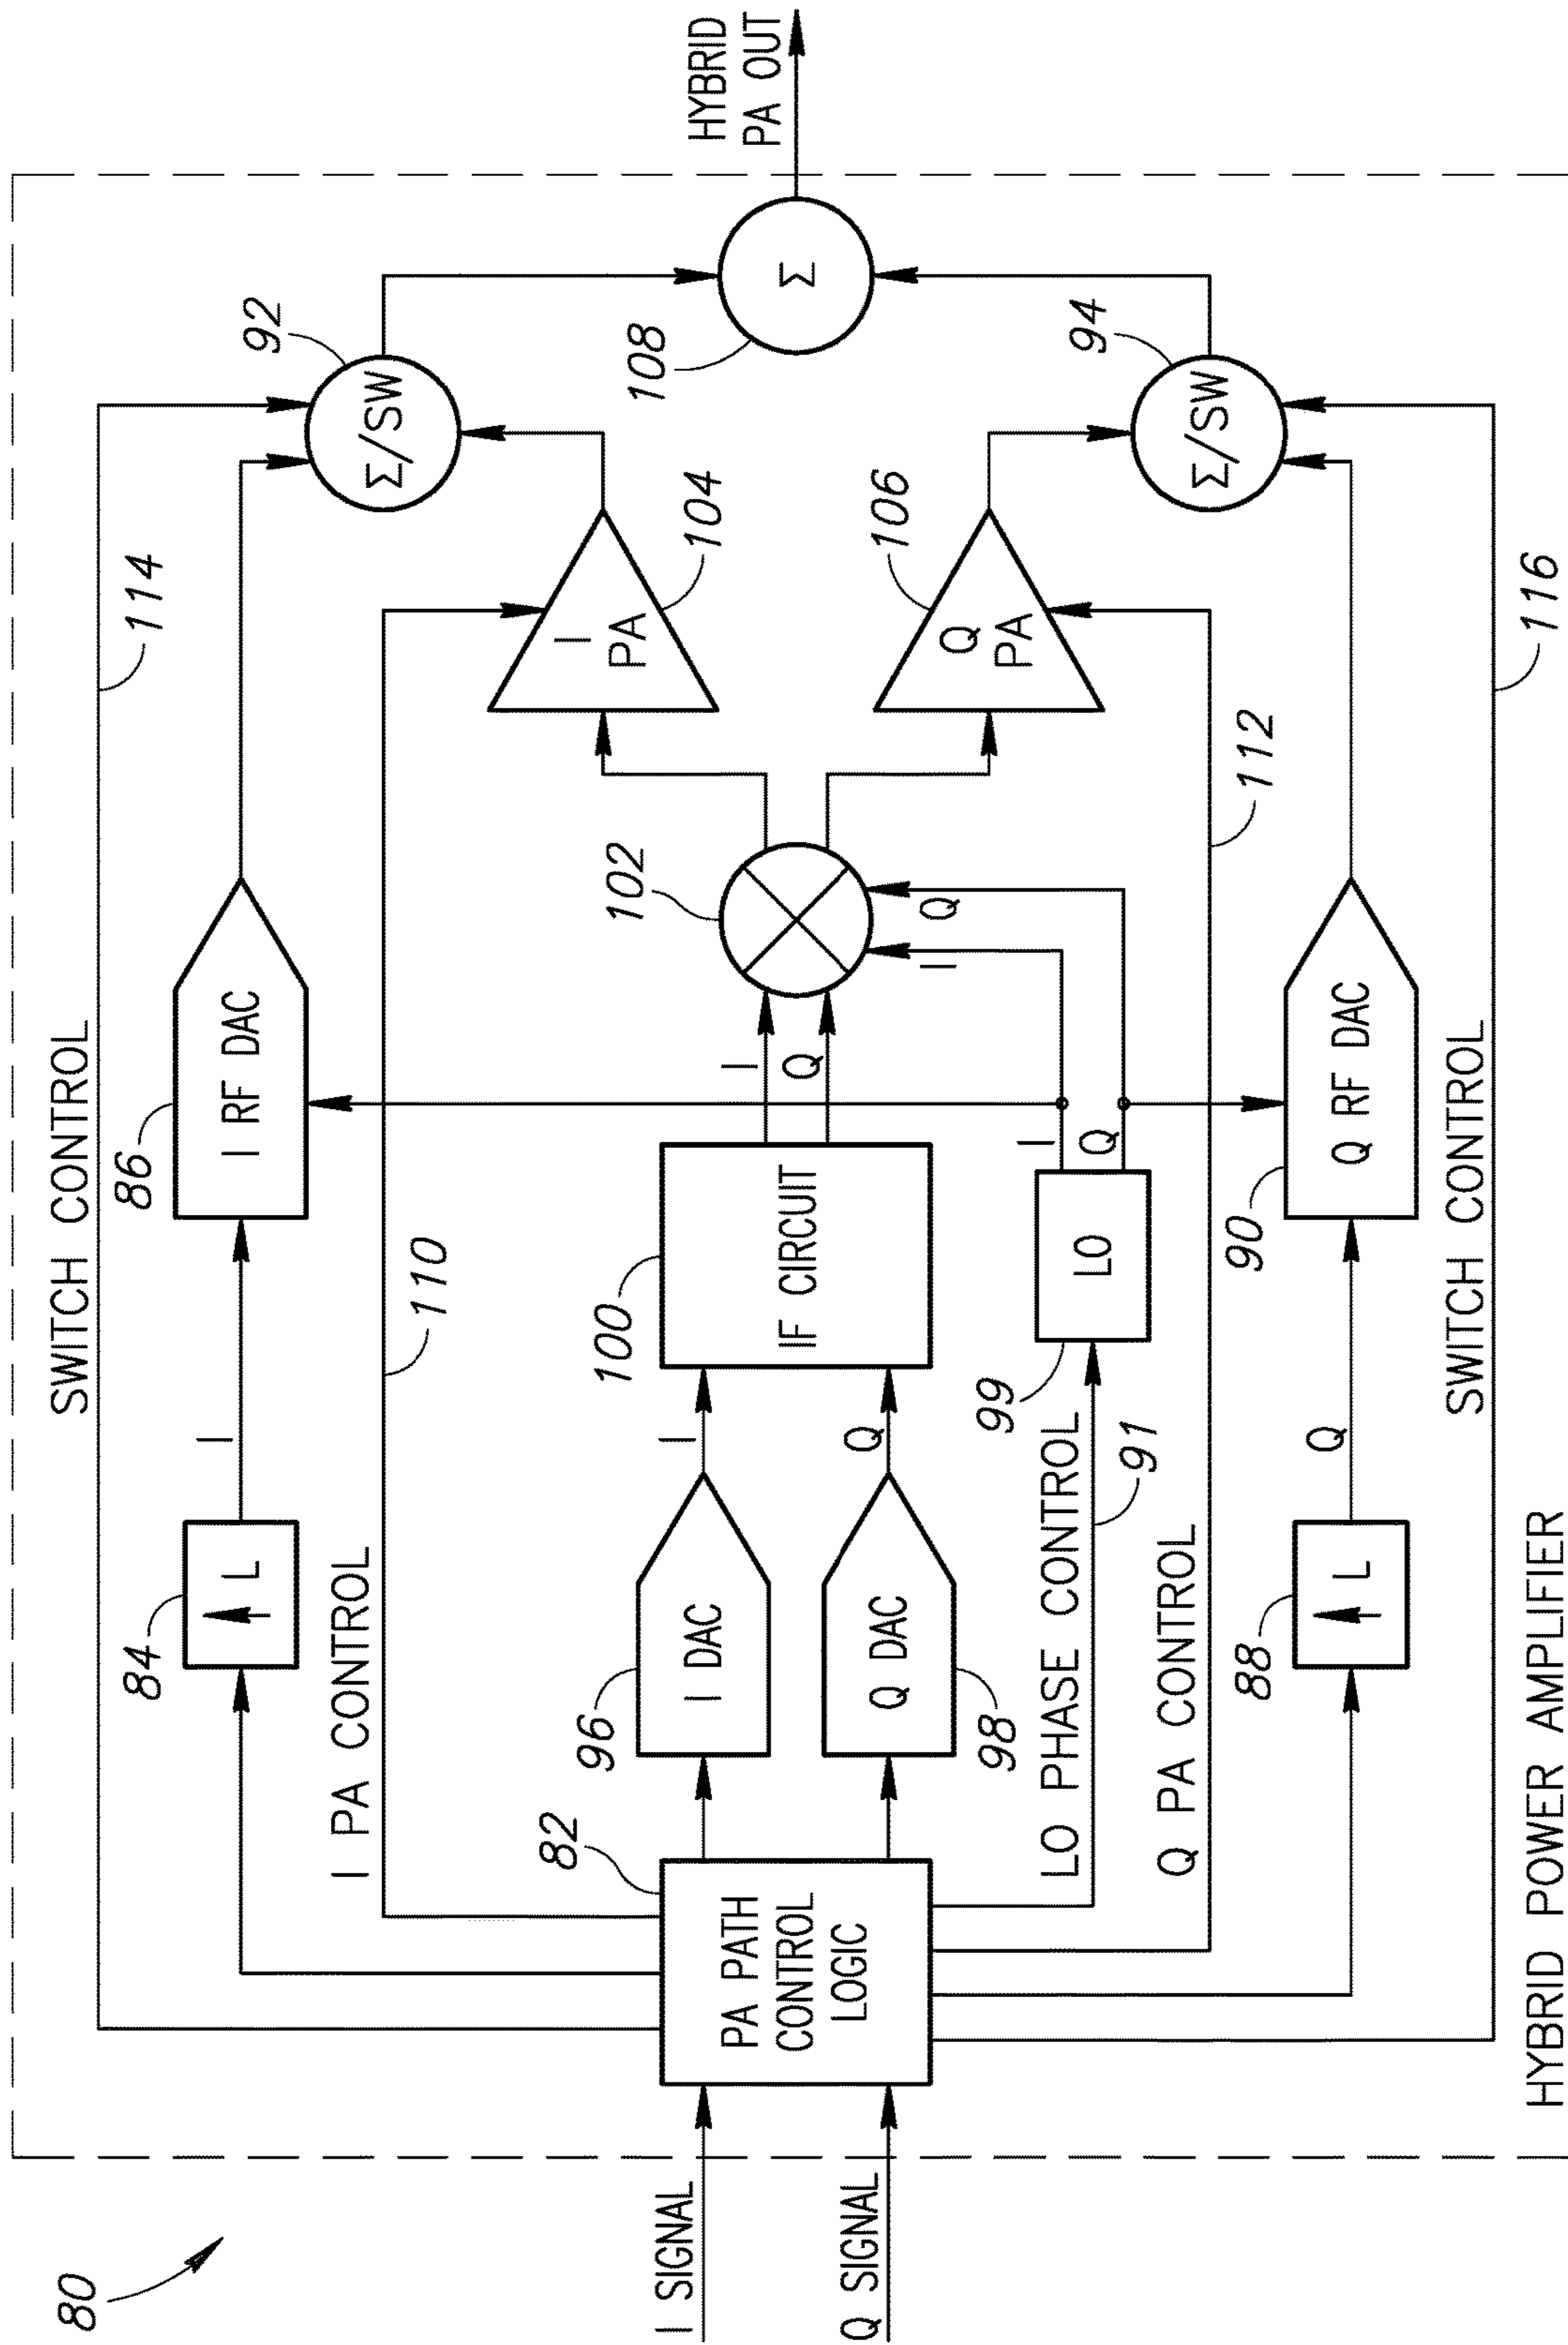 80
SWITCH CONTROL
114
84
↑ L
I
86
I RF DAC
92
Σ/SW
I PA CONTROL
110
I
PA
104
I SIGNAL
Q SIGNAL
82
PA PATH
CONTROL
LOGIC
96
I DAC
I
98
Q DAC
Q
100
IF CIRCUIT
I
Q
102
I
Q
108
Σ
HYBRID
PA OUT
LO PHASE CONTROL
91
99
LO
I
Q
Q
PA
106
Q PA CONTROL
112
94
Σ/SW
88
↑ L
Q
90
Q RF DAC
SWITCH CONTROL
116
HYBRID POWER AMPLIFIER